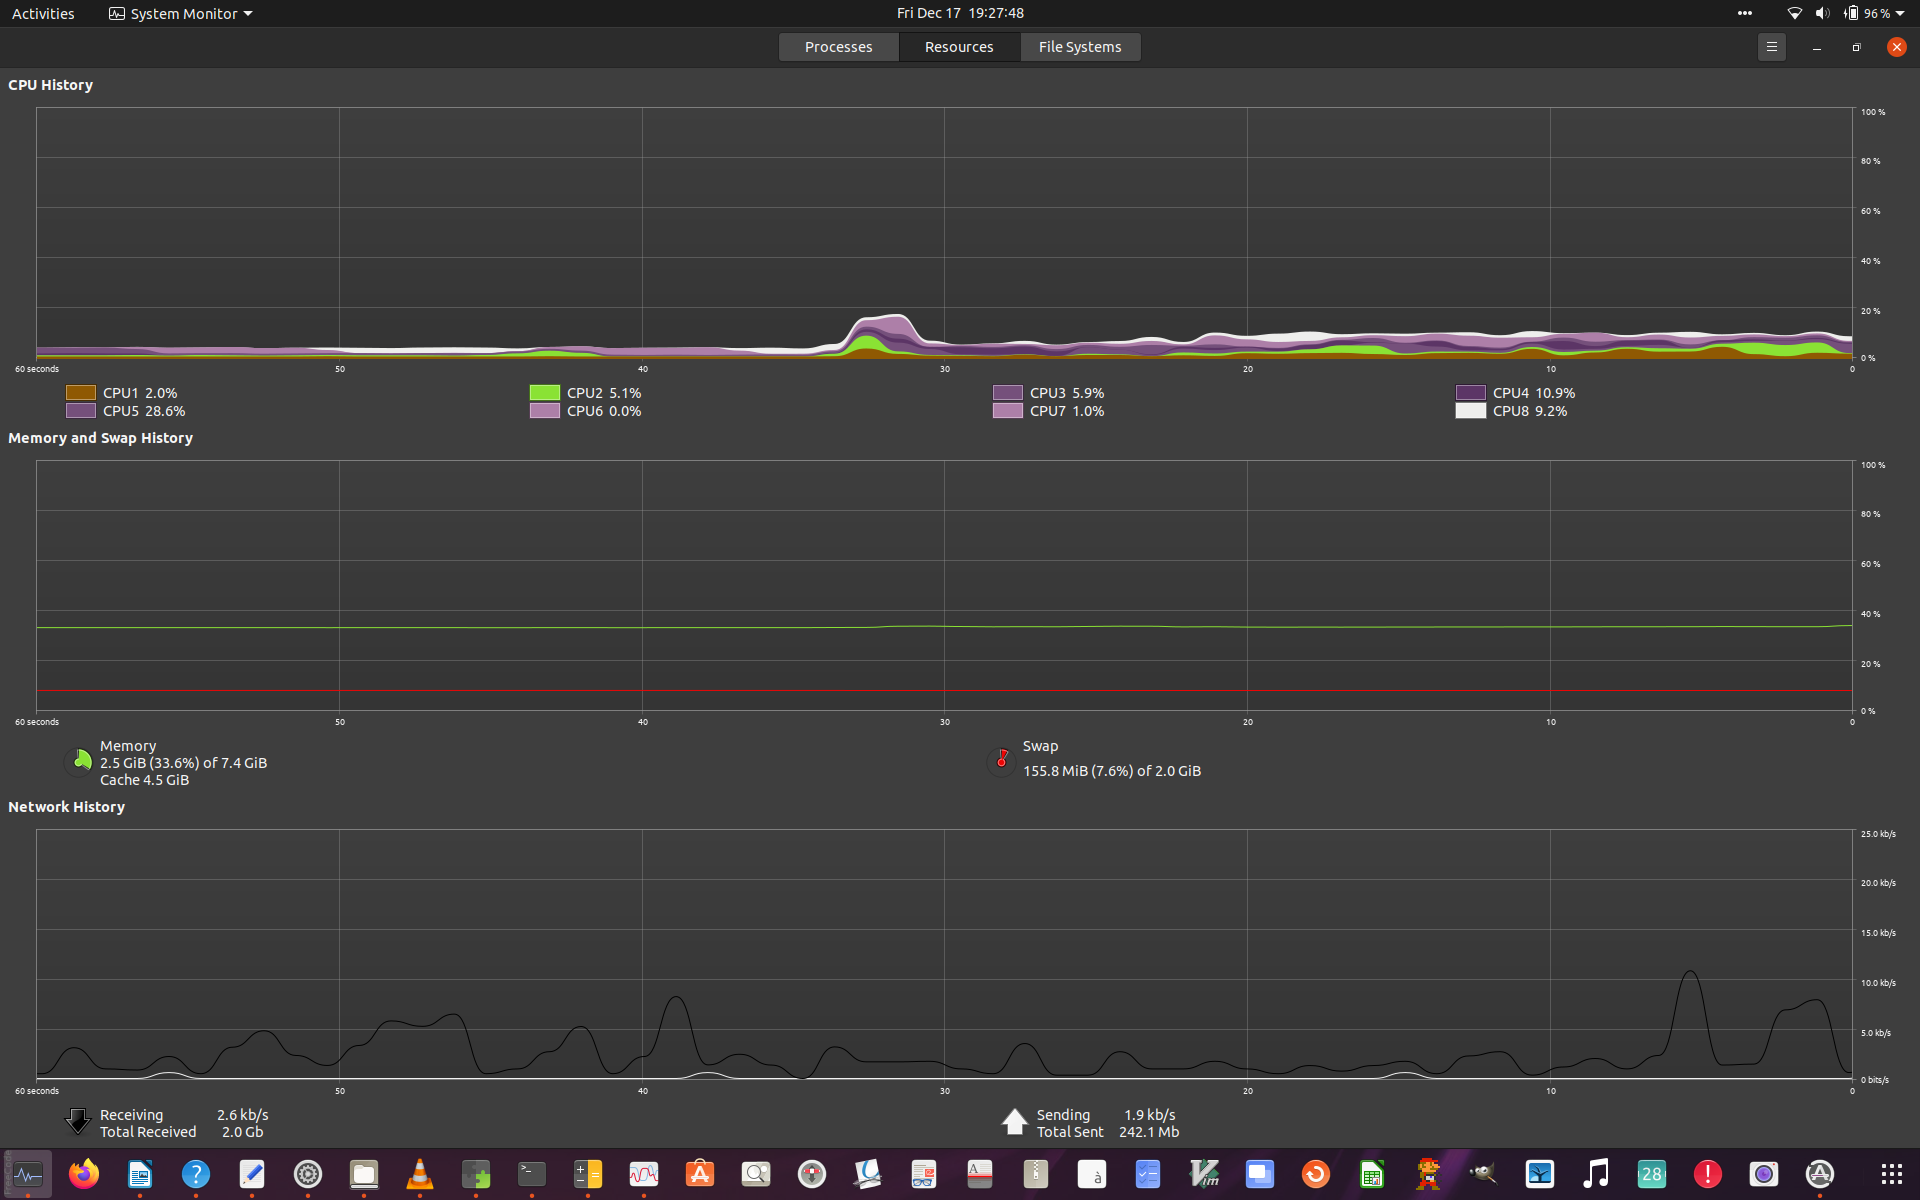 Activities System Monitor Fri Dec 17 19:27:48 96 %
Processes Resources File Systems
CPU History
100 %
80 %
60 %
40 %
20 %
0 %
60 seconds 50 40 30 20 10 0
CPU1 2.0% CPU2 5.1% CPU3 5.9% CPU4 10.9%
CPU5 28.6% CPU6 0.0% CPU7 1.0% CPU8 9.2%
Memory and Swap History
100 %
80 %
60 %
40 %
20 %
0 %
60 seconds 50 40 30 20 10 0
Memory
2.5 GiB (33.6%) of 7.4 GiB
Cache 4.5 GiB
Swap
155.8 MiB (7.6%) of 2.0 GiB
Network History
25.0 kb/s
20.0 kb/s
15.0 kb/s
10.0 kb/s
5.0 kb/s
0 bits/s
60 seconds 50 40 30 20 10 0
Receiving 2.6 kb/s
Total Received 2.0 Gb
Sending 1.9 kb/s
Total Sent 242.1 Mb
28